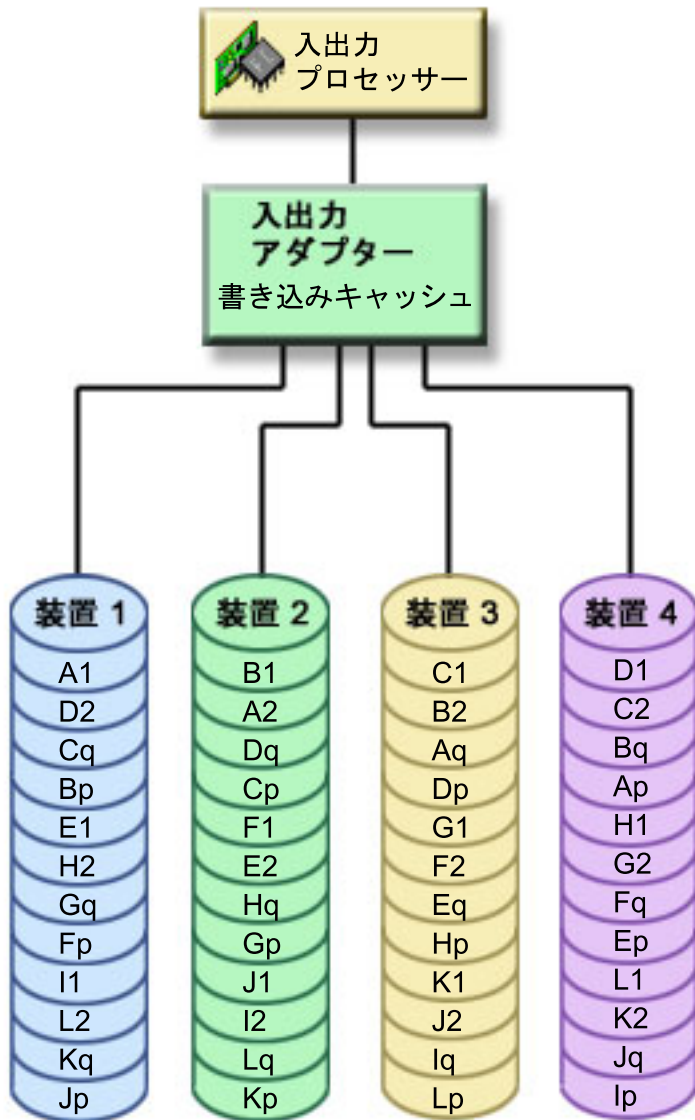 入出力
プロセッサー
入出力
アダプター
書き込みキャッシュ
装置 1
A1
D2
Cq
Bp
E1
H2
Gq
Fp
I1
L2
Kq
Jp
装置 2
B1
A2
Dq
Cp
F1
E2
Hq
Gp
J1
I2
Lq
Kp
装置 3
C1
B2
Aq
Dp
G1
F2
Eq
Hp
K1
J2
Iq
Lp
装置 4
D1
C2
Bq
Ap
H1
G2
Fq
Ep
L1
K2
Jq
Ip